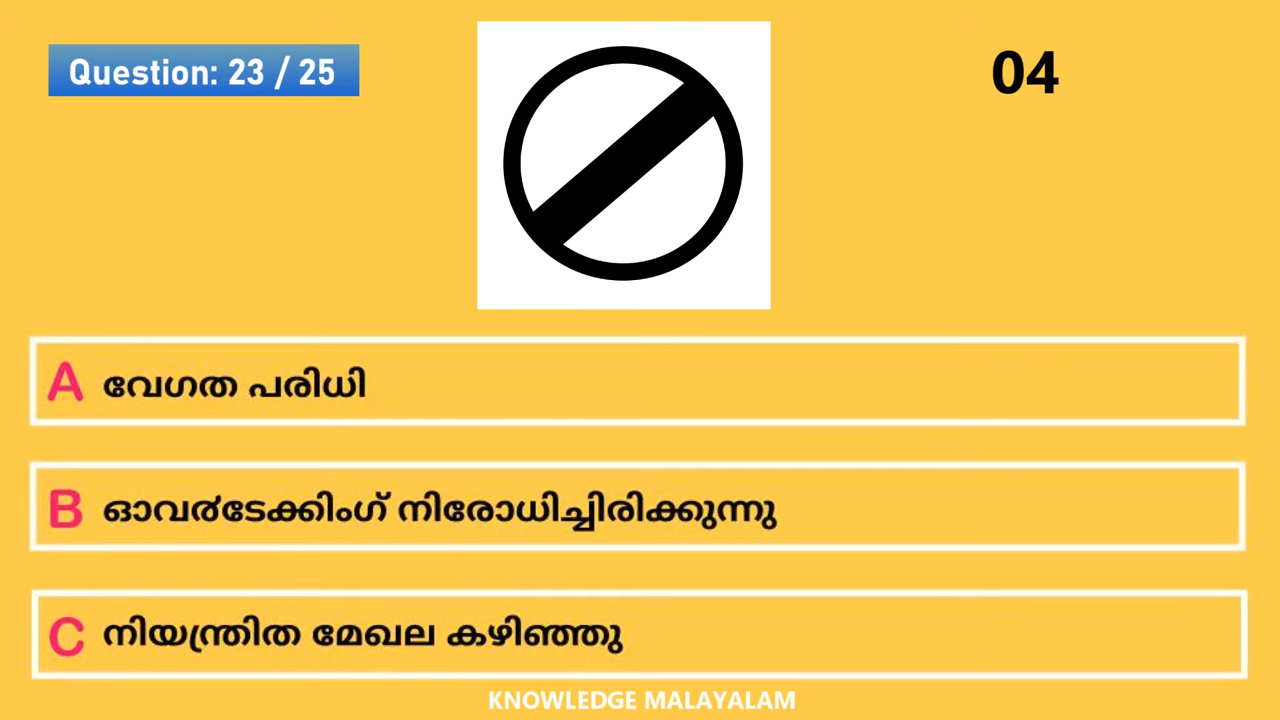 Question: 23 / 25
04
A വേഗത പരിധി
B ഓവർടേക്കിംഗ് നിരോധിച്ചിരിക്കുന്നു
C നിയന്ത്രിത മേഖല കഴിഞ്ഞു
KNOWLEDGE MALAYALAM